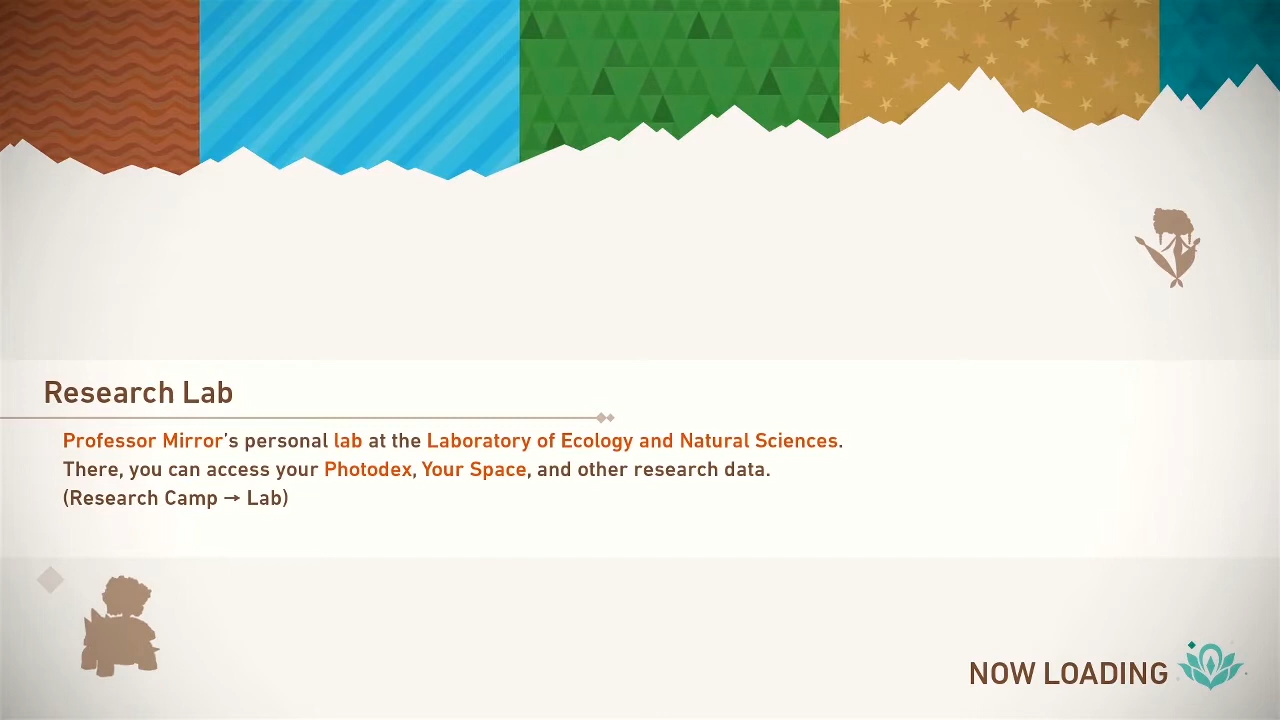 Research Lab
Professor Mirror's personal lab at the Laboratory of Ecology and Natural Sciences.
There, you can access your Photodex, Your Space, and other research data.
(Research Camp → Lab)
NOW LOADING